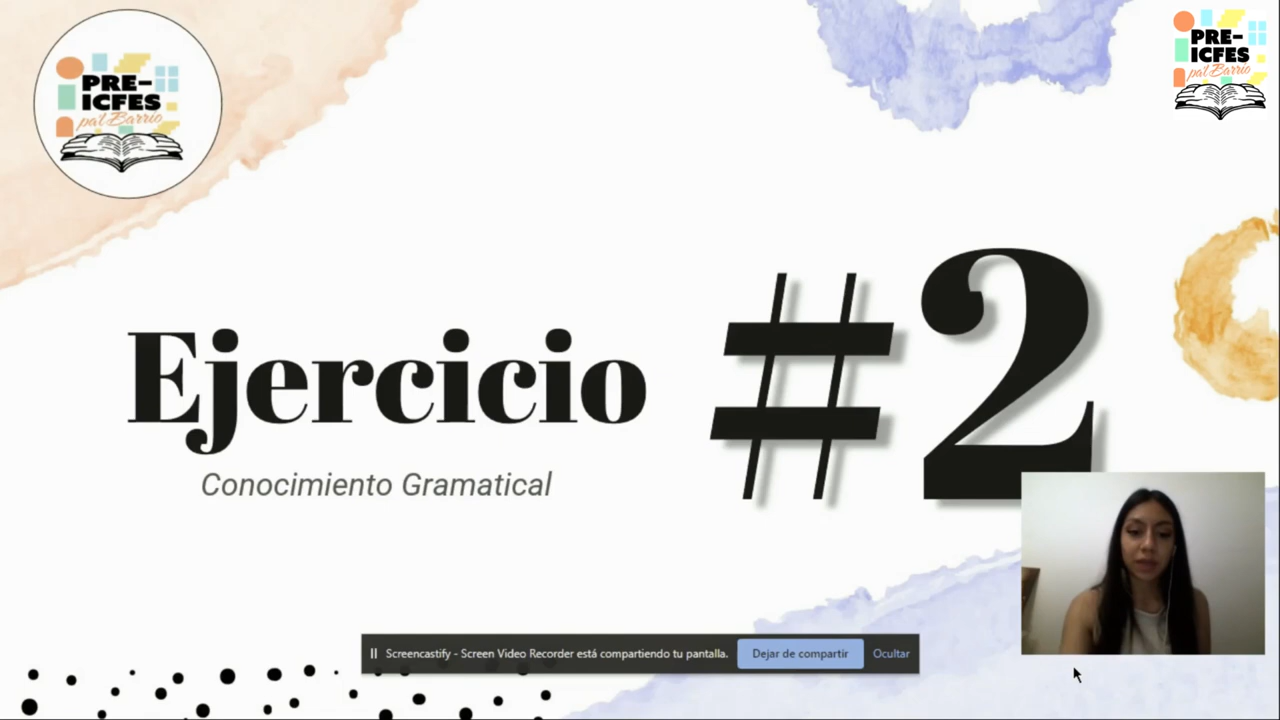 PRE-
ICFES
pa'l Barrio
PRE-
ICFES
pa'l Barrio
Ejercicio
#2
Conocimiento Gramatical
Screencastify - Screen Video Recorder está compartiendo tu pantalla.
Dejar de compartir
Ocultar